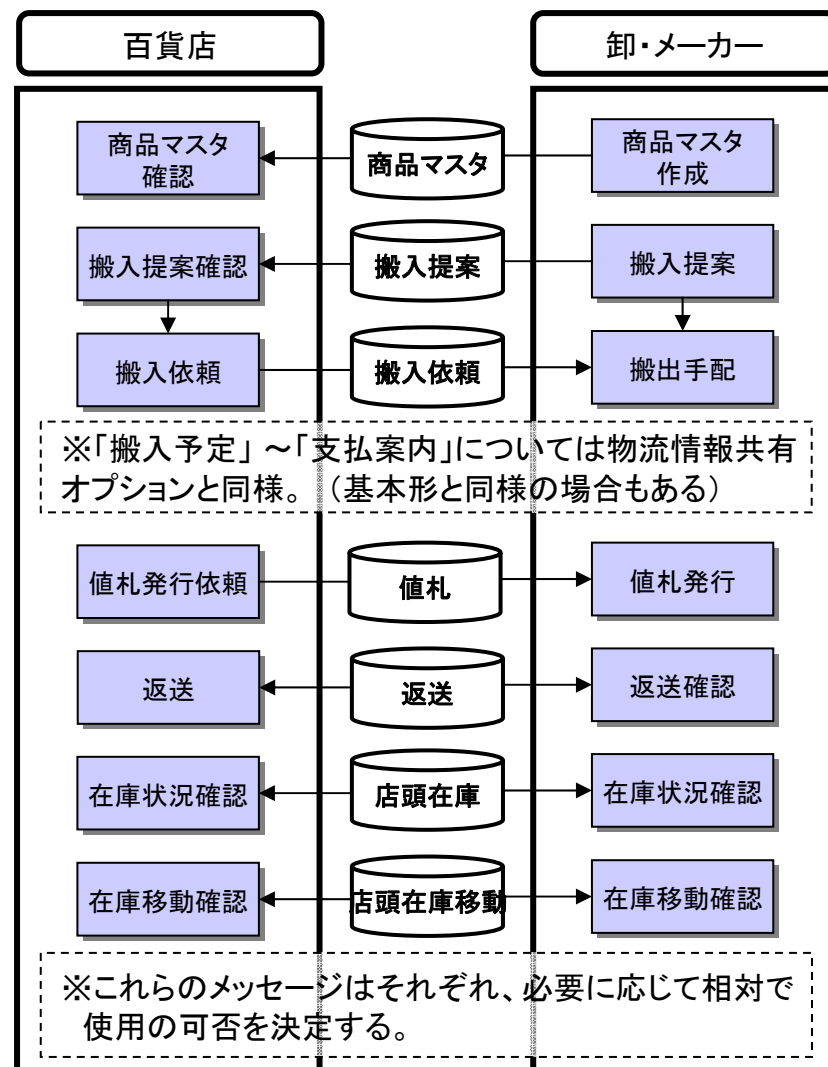 百貨店
卸・メーカー
商品マスタ
確認
商品マスタ
商品マスタ
作成
搬入提案確認
搬入提案
搬入提案
搬入依頼
搬入依頼
搬出手配
※「搬入予定」～「支払案内」については物流情報共有
オプションと同様。（基本形と同様の場合もある）
値札発行依頼
値札
値札発行
返送
返送
返送確認
在庫状況確認
店頭在庫
在庫状況確認
在庫移動確認
店頭在庫移動
在庫移動確認
※これらのメッセージはそれぞれ、必要に応じて相対で
使用の可否を決定する。